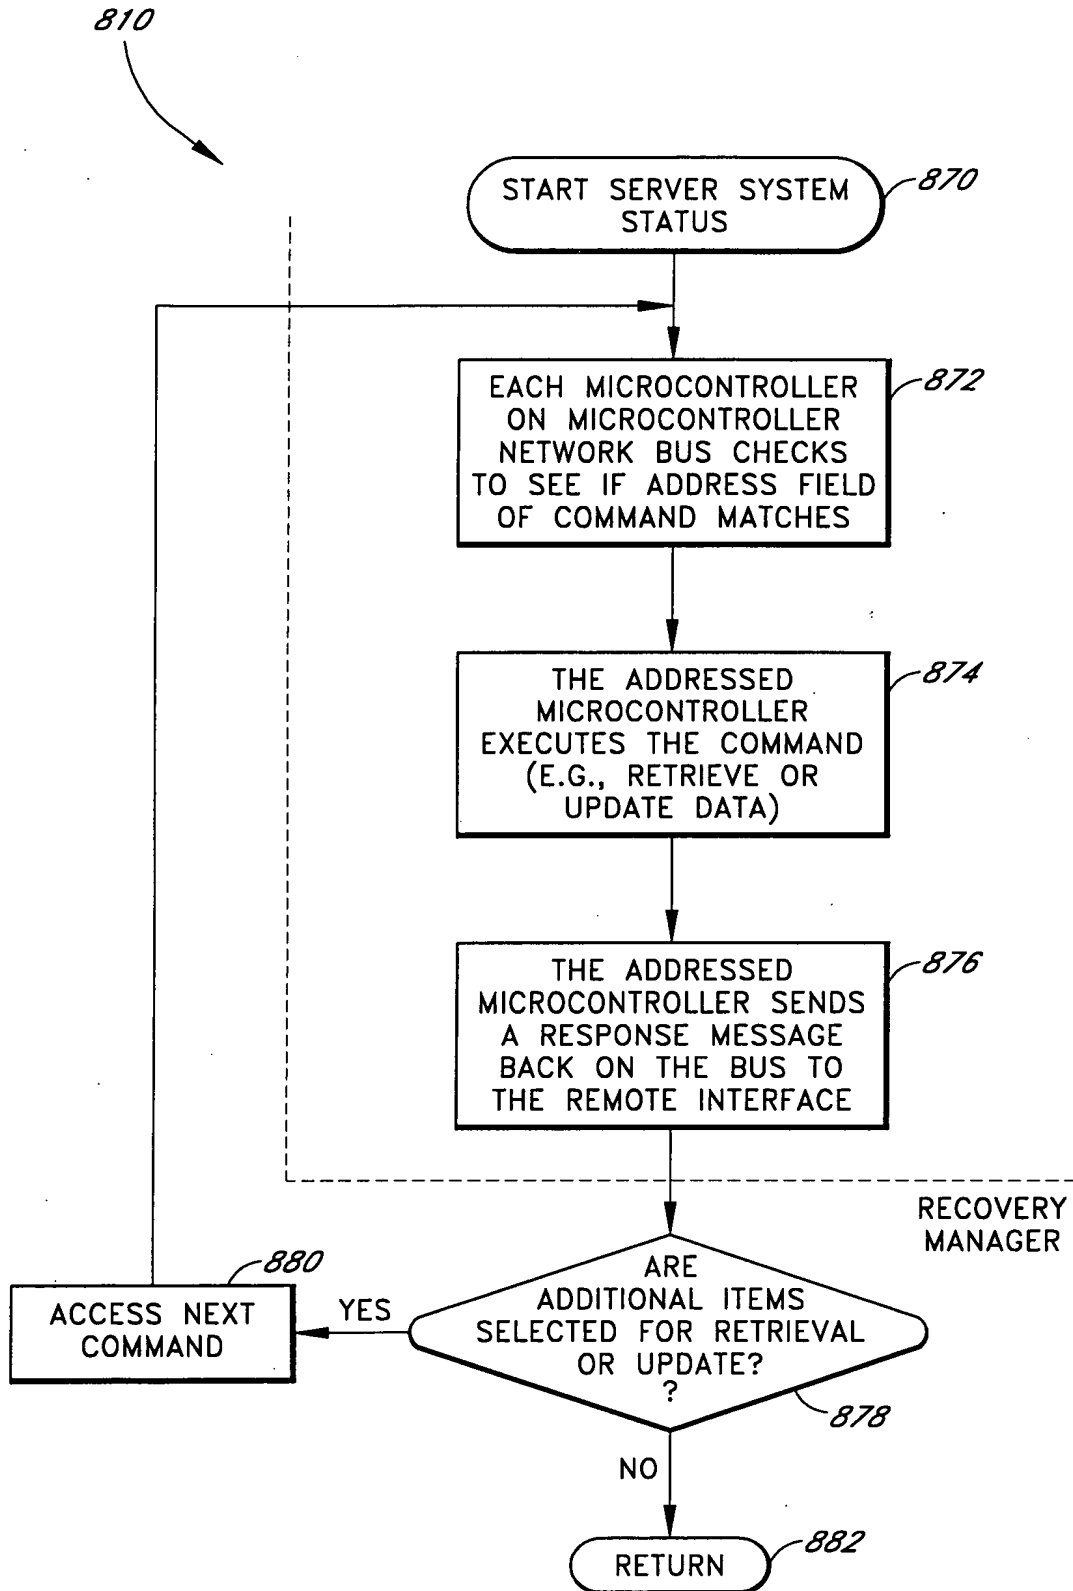 810
START SERVER SYSTEM
STATUS
870
EACH MICROCONTROLLER
ON MICROCONTROLLER
NETWORK BUS CHECKS
TO SEE IF ADDRESS FIELD
OF COMMAND MATCHES
872
THE ADDRESSED
MICROCONTROLLER
EXECUTES THE COMMAND
(E.G., RETRIEVE OR
UPDATE DATA)
874
THE ADDRESSED
MICROCONTROLLER SENDS
A RESPONSE MESSAGE
BACK ON THE BUS TO
THE REMOTE INTERFACE
876
RECOVERY
MANAGER
ARE
ADDITIONAL ITEMS
SELECTED FOR RETRIEVAL
OR UPDATE?
?
878
YES
880
ACCESS NEXT
COMMAND
NO
RETURN
882